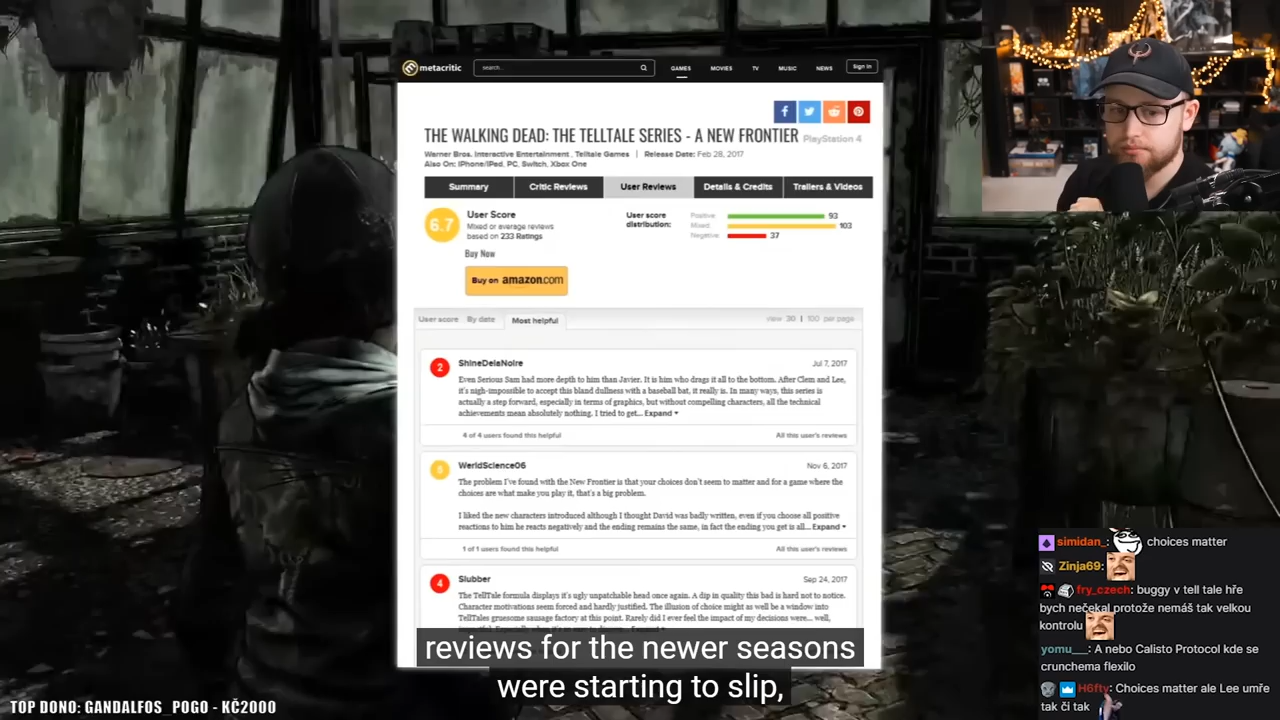 metacritic
search...
GAMES
MOVIES
TV
MUSIC
NEWS
Sign In
THE WALKING DEAD: THE TELLTALE SERIES - A NEW FRONTIER PlayStation 4
Warner Bros. Interactive Entertainment , Telltale Games | Release Date: Feb 28, 2017
Also On: iPhone/iPad, PC, Switch, Xbox One
Summary
Critic Reviews
User Reviews
Details & Credits
Trailers & Videos
6.7
User Score
Mixed or average reviews
based on 233 Ratings
User score
distribution:
Positive 93
Mixed 103
Negative 37
Buy Now
Buy on amazon.com
User score By date Most helpful
view 30 | 100 per page
2
ShineDelaNoire
Jul 7, 2017
Even Serious Sam had more depth to him than Javier. It is him who drags it all to the bottom. After Clem and Lee,
it's nigh-impossible to accept this bland dullness with a baseball bat, it really is. In many ways, this series is
actually a step forward, especially in terms of graphics, but without compelling characters, all the technical
achievements mean absolutely nothing. I tried to get... Expand
4 of 4 users found this helpful
All this user's reviews
WerldScience06
Nov 6, 2017
The problem I've found with the New Frontier is that your choices don't seem to matter and for a game where the
choices are what make you play it, that's a big problem.
I liked the new characters introduced although I thought David was badly written, even if you choose all positive
reactions to him he reacts negatively and the ending remains the same, in fact the ending you get is all... Expand
1 of 1 users found this helpful
All this user's reviews
4
Slubber
Sep 24, 2017
The TellTale formula displays it's ugly unpatchable head once again. A dip in quality this bad is hard not to notice.
Character motivations seem forced and hardly justified. The illusion of choice might as well be a window into
TellTales gruesome sausage factory at this point. Rarely did I ever feel the impact of my decisions were... well,
reviews for the newer seasons
were starting to slip,
simidan_: choices matter
Zinja69:
fry_czech: buggy v tell tale hře
bych nečekal protože nemáš tak velkou
kontrolu
yomu___: A nebo Calisto Protocol kde se
crunchema flexilo
H6fty: Choices matter ale Lee umře
tak či tak
TOP DONO: GANDALFOS_POGO - KČ2000